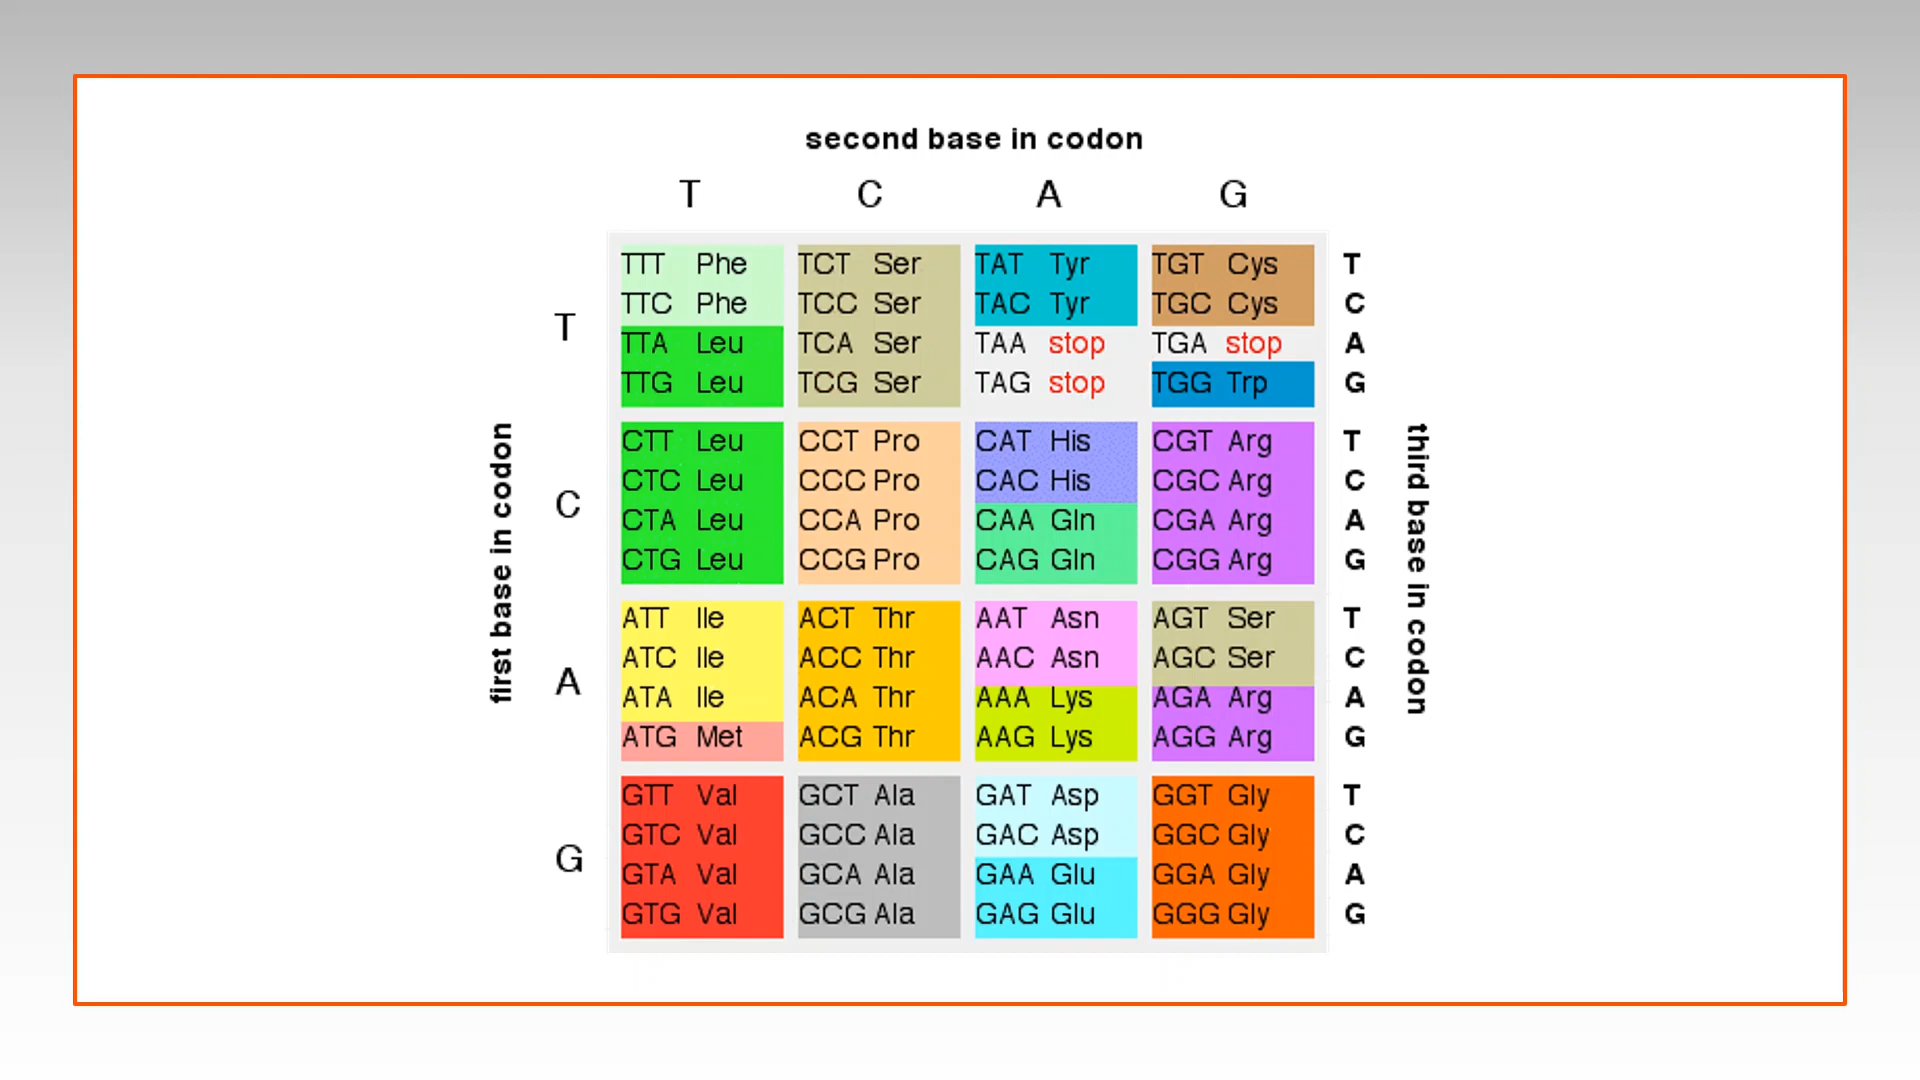 second base in codon
T C A G
TTT Phe TCT Ser TAT Tyr TGT Cys T
TTC Phe TCC Ser TAC Tyr TGC Cys C
T
TTA Leu TCA Ser TAA stop TGA stop A
TTG Leu TCG Ser TAG stop TGG Trp G
first base in codon
third base in codon
CTT Leu CCT Pro CAT His CGT Arg T
CTC Leu CCC Pro CAC His CGC Arg C
C
CTA Leu CCA Pro CAA Gln CGA Arg A
CTG Leu CCG Pro CAG Gln CGG Arg G
ATT Ile ACT Thr AAT Asn AGT Ser T
ATC Ile ACC Thr AAC Asn AGC Ser C
A
ATA Ile ACA Thr AAA Lys AGA Arg A
ATG Met ACG Thr AAG Lys AGG Arg G
GTT Val GCT Ala GAT Asp GGT Gly T
GTC Val GCC Ala GAC Asp GGC Gly C
G
GTA Val GCA Ala GAA Glu GGA Gly A
GTG Val GCG Ala GAG Glu GGG Gly G